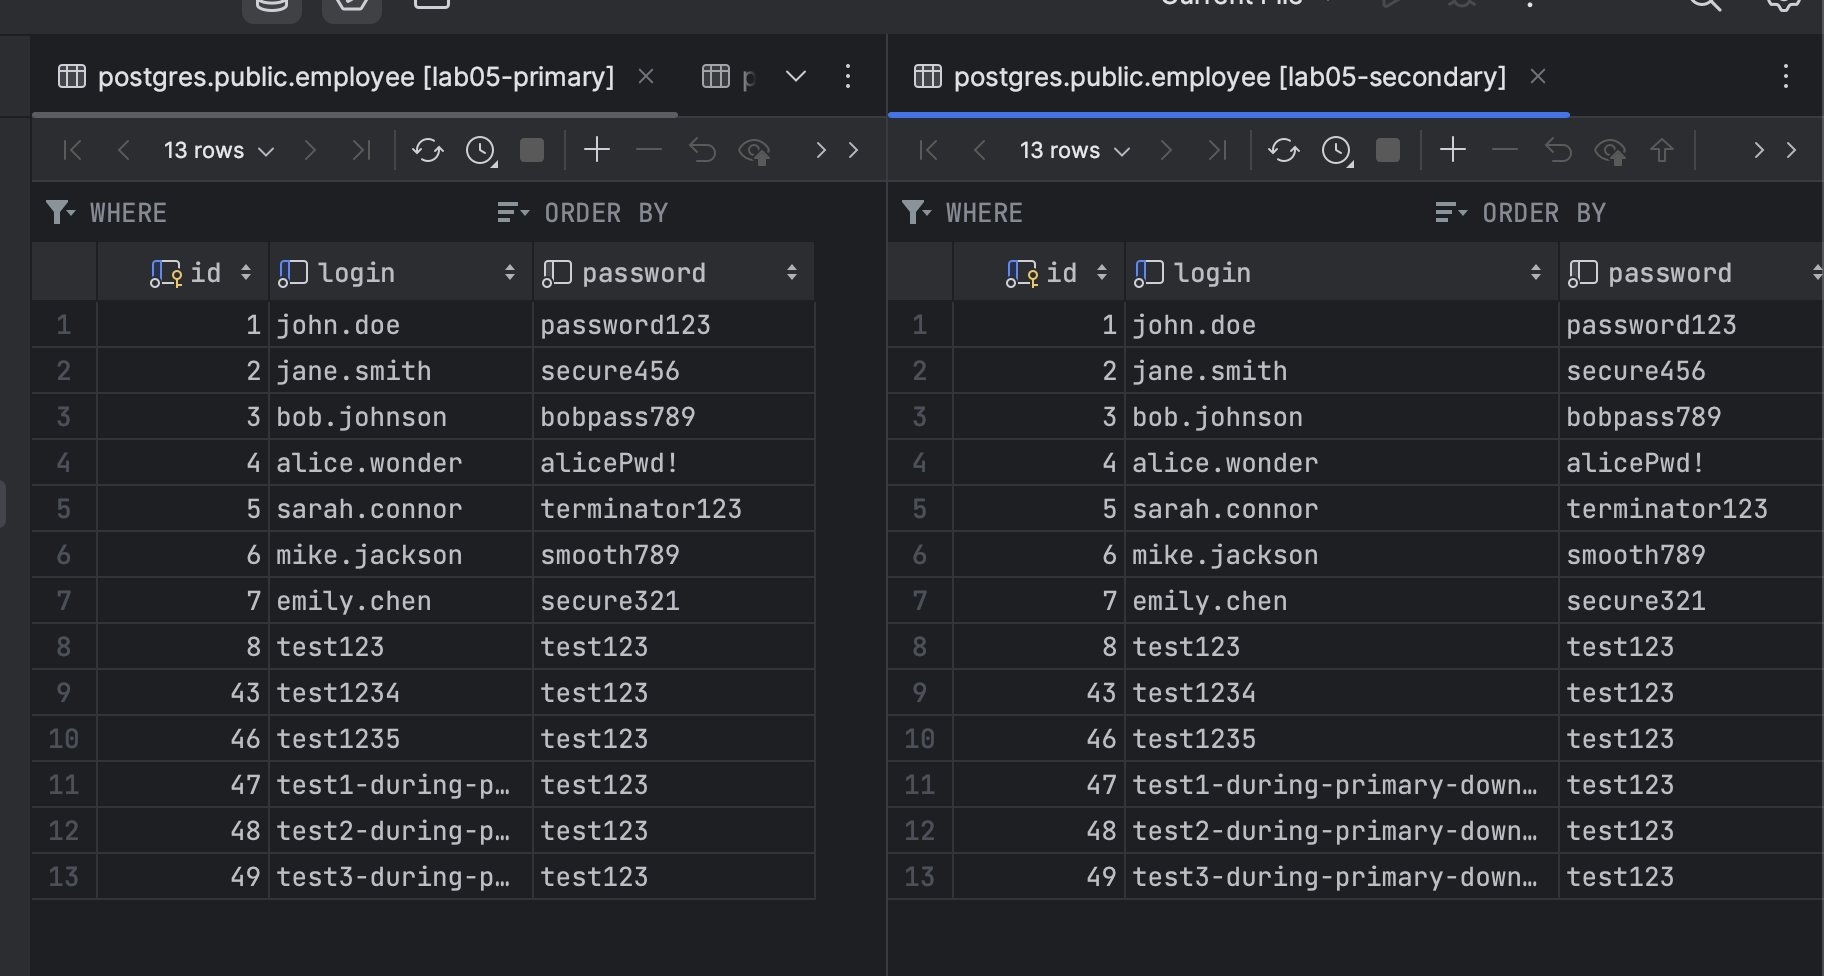 Current File
postgres.public.employee [lab05-primary]
postgres.public.employee [lab05-secondary]
13 rows
WHERE
ORDER BY
id login password
1 1 john.doe password123
2 2 jane.smith secure456
3 3 bob.johnson bobpass789
4 4 alice.wonder alicePwd!
5 5 sarah.connor terminator123
6 6 mike.jackson smooth789
7 7 emily.chen secure321
8 8 test123 test123
9 43 test1234 test123
10 46 test1235 test123
11 47 test1-during-p… test123
12 48 test2-during-p… test123
13 49 test3-during-p… test123
13 rows
WHERE
ORDER BY
id login password
1 1 john.doe password123
2 2 jane.smith secure456
3 3 bob.johnson bobpass789
4 4 alice.wonder alicePwd!
5 5 sarah.connor terminator123
6 6 mike.jackson smooth789
7 7 emily.chen secure321
8 8 test123 test123
9 43 test1234 test123
10 46 test1235 test123
11 47 test1-during-primary-down… test123
12 48 test2-during-primary-down… test123
13 49 test3-during-primary-down… test123